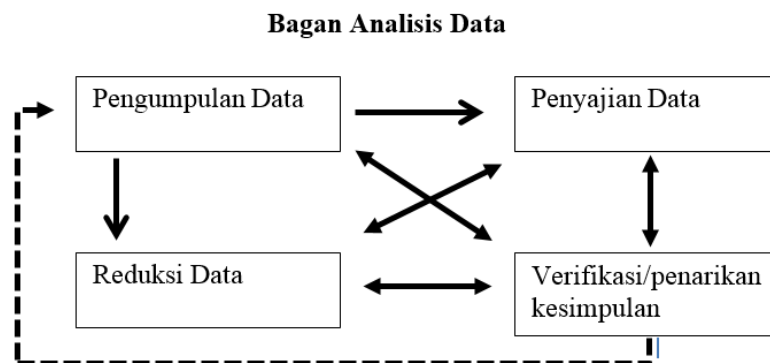 Bagan Analisis Data
Pengumpulan Data
Penyajian Data
Reduksi Data
Verifikasi/penarikan
kesimpulan